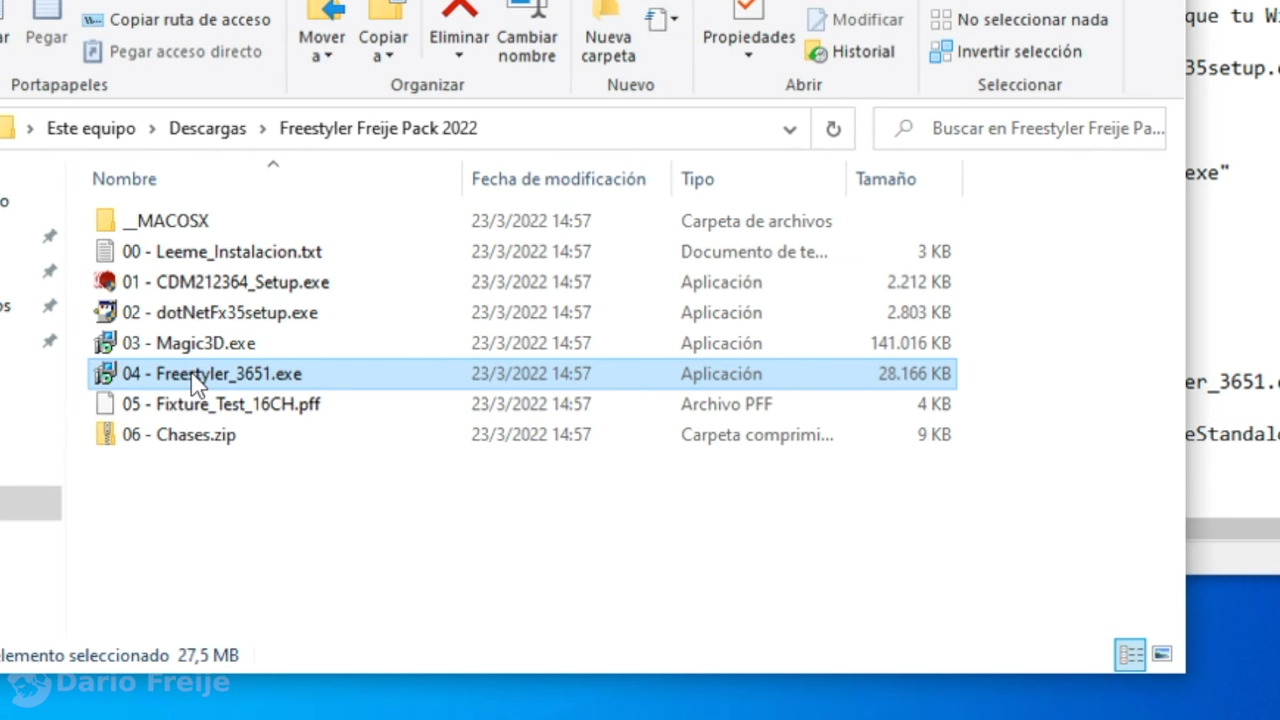 Copiar ruta de acceso
Pegar
Pegar acceso directo
Portapapeles
Mover a
Copiar a
Eliminar
Cambiar nombre
Organizar
Nueva carpeta
Nuevo
Propiedades
Modificar
Historial
Abrir
No seleccionar nada
Invertir selección
Seleccionar
que tu
35setup.
exe"
er_3651.
eStandal
Este equipo > Descargas > Freestyler Freije Pack 2022
Buscar en Freestyler Freije Pa...
Nombre Fecha de modificación Tipo Tamaño
__MACOSX 23/3/2022 14:57 Carpeta de archivos
00 - Leeme_Instalacion.txt 23/3/2022 14:57 Documento de te... 3 KB
01 - CDM212364_Setup.exe 23/3/2022 14:57 Aplicación 2.212 KB
02 - dotNetFx35setup.exe 23/3/2022 14:57 Aplicación 2.803 KB
03 - Magic3D.exe 23/3/2022 14:57 Aplicación 141.016 KB
04 - Freestyler_3651.exe 23/3/2022 14:57 Aplicación 28.166 KB
05 - Fixture_Test_16CH.pff 23/3/2022 14:57 Archivo PFF 4 KB
06 - Chases.zip 23/3/2022 14:57 Carpeta comprimi... 9 KB
elemento seleccionado 27,5 MB
Dario Freije